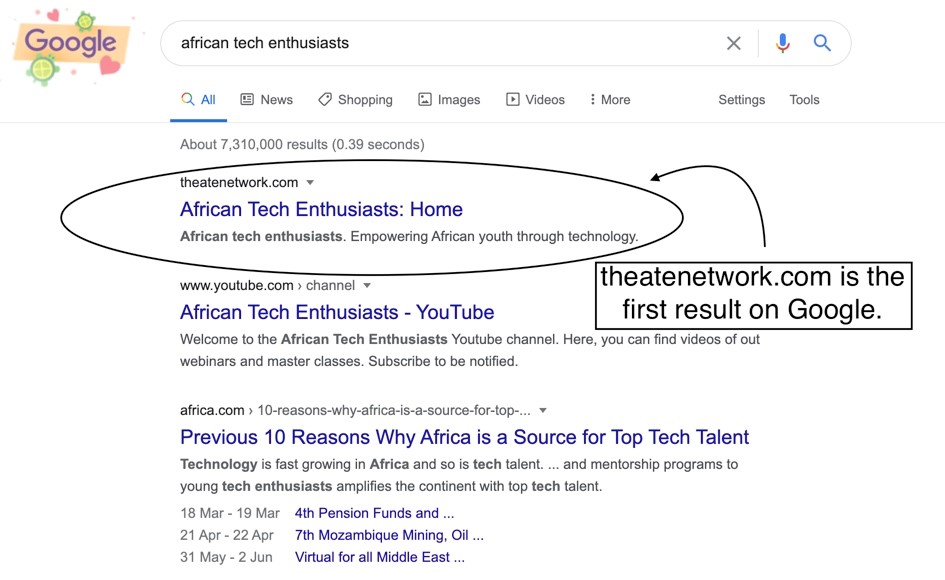 Google
african tech enthusiasts
All News Shopping Images Videos More Settings Tools
About 7,310,000 results (0.39 seconds)
theatenetwork.com
African Tech Enthusiasts: Home
African tech enthusiasts. Empowering African youth through technology.
theatenetwork.com is the
first result on Google.
www.youtube.com › channel
African Tech Enthusiasts - YouTube
Welcome to the African Tech Enthusiasts Youtube channel. Here, you can find videos of out
webinars and master classes. Subscribe to be notified.
africa.com › 10-reasons-why-africa-is-a-source-for-top-...
Previous 10 Reasons Why Africa is a Source for Top Tech Talent
Technology is fast growing in Africa and so is tech talent. ... and mentorship programs to
young tech enthusiasts amplifies the continent with top tech talent.
18 Mar - 19 Mar 4th Pension Funds and ...
21 Apr - 22 Apr 7th Mozambique Mining, Oil ...
31 May - 2 Jun Virtual for all Middle East ...